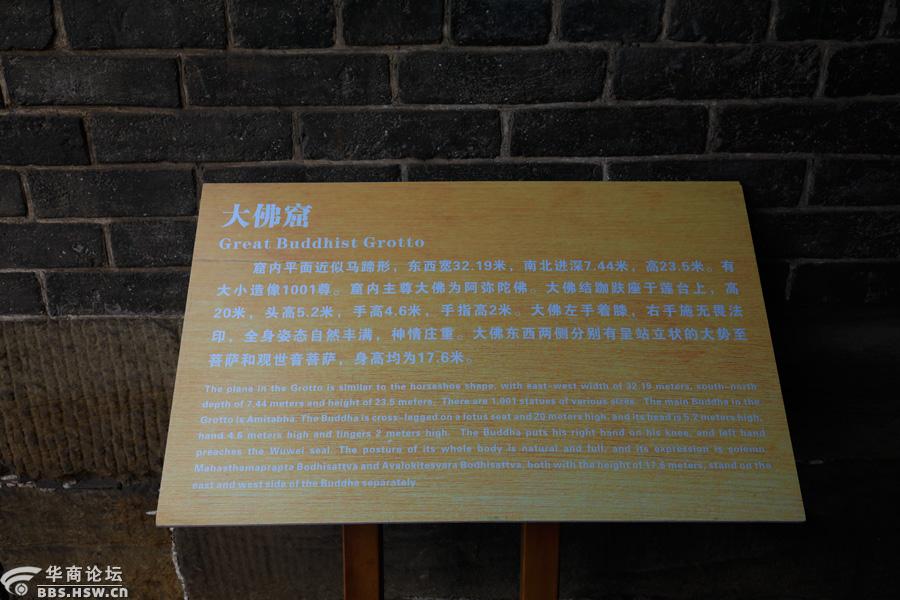 大佛窟
Great Buddhist Grotto
窟内平面近似马蹄形，东西宽32.19米，南北进深7.44米，高23.5米。有
大小造像1001尊。窟内主尊大佛为阿弥陀佛。大佛结跏趺座于莲台上，高
20米，头高5.2米，手高4.6米，手指高2米。大佛左手着膝，右手施无畏法
印，全身姿态自然丰满，神情庄重。大佛东西两侧分别有呈站立状的大势至
菩萨和观世音菩萨，身高均为17.6米。
The plane in the Grotto is similar to the horseshoe shape, with east-west width of 32.19 meters, south-north
depth of 7.44 meters and height of 23.5 meters. There are 1,001 statues of various sizes. The main Buddha in the
Grotto is Amitabha. The Buddha is cross-legged on a lotus seat and 20 meters high, and its head is 5.2 meters high,
hand 4.6 meters high and fingers 2 meters high. The Buddha puts his right hand on his knee, and left hand
preaches the Wuwei seal. The posture of its whole body is natural and full, and its expression is solemn.
Mahasthamaprapta Bodhisattva and Avalokitesvara Bodhisattva, both with the height of 17.6 meters, stand on the
east and west side of the Buddha separately.
华商论坛
BBS.HSW.CN